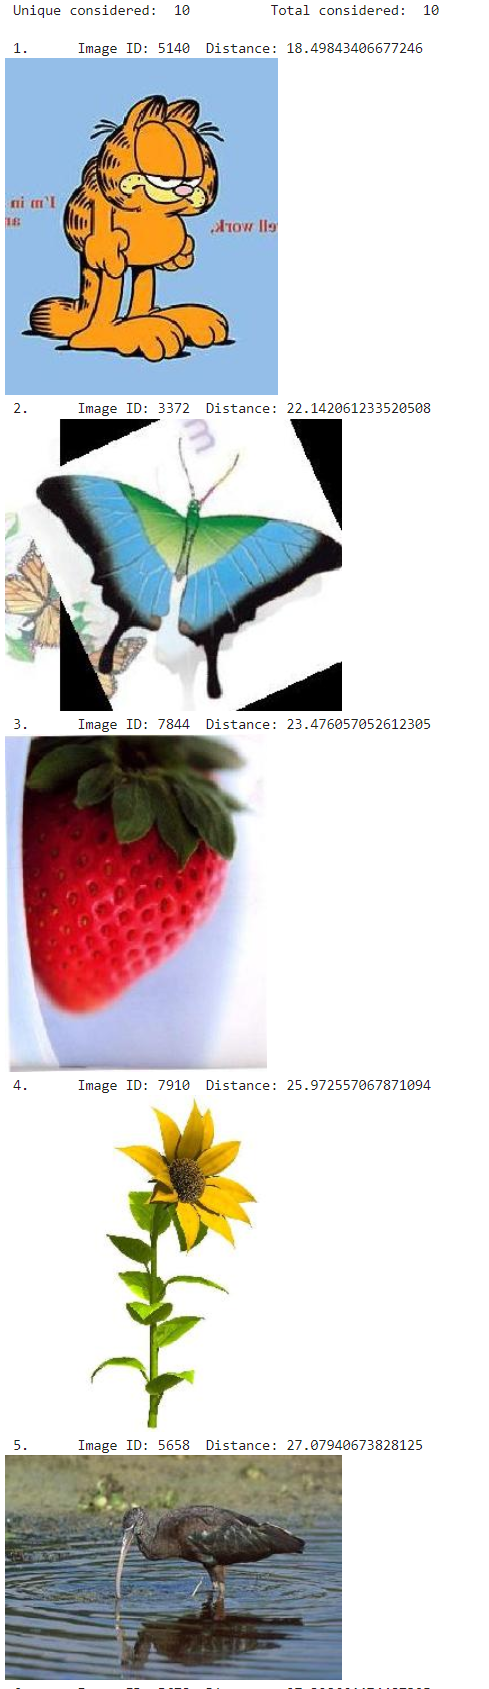 Unique considered:  10          Total considered:  10
1.      Image ID: 5140  Distance: 18.49843406677246
I'm in
ar
ell work,
2.      Image ID: 3372  Distance: 22.142061233520508
m
3.      Image ID: 7844  Distance: 23.476057052612305
4.      Image ID: 7910  Distance: 25.972557067871094
5.      Image ID: 5658  Distance: 27.07940673828125